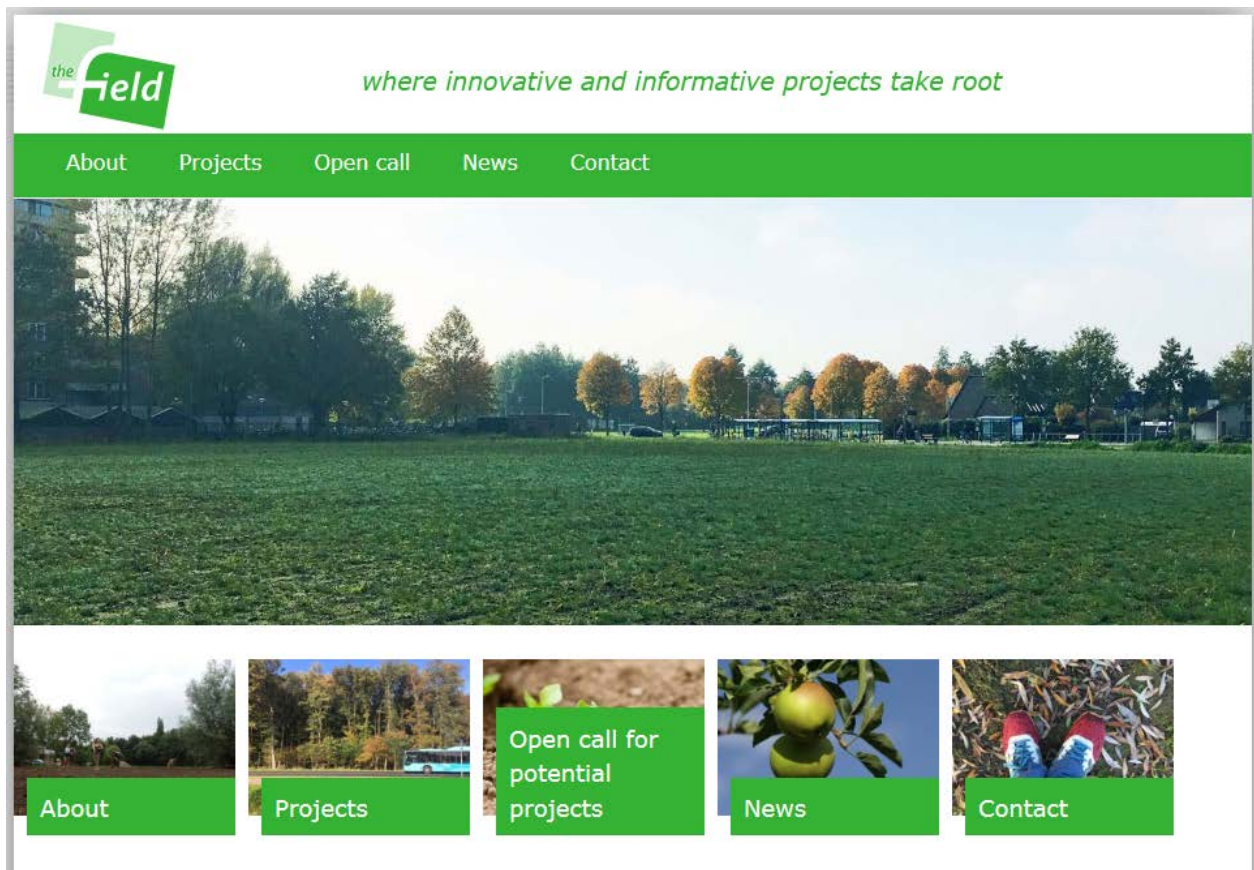 the
field
where innovative and informative projects take root
About Projects Open call News Contact
About
Projects
Open call for
potential
projects
News
Contact